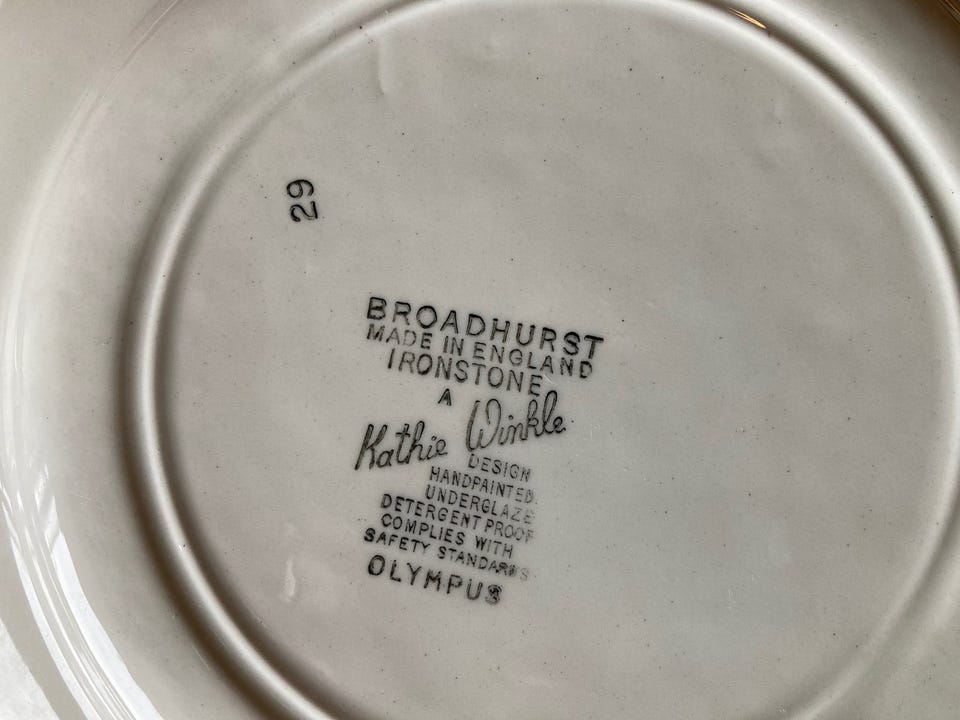 29
BROADHURST
MADE IN ENGLAND
IRONSTONE
A
Kathie Winkle
DESIGN
HANDPAINTED
UNDERGLAZE
DETERGENT PROOF
COMPLIES WITH
SAFETY STANDARDS
OLYMPUS